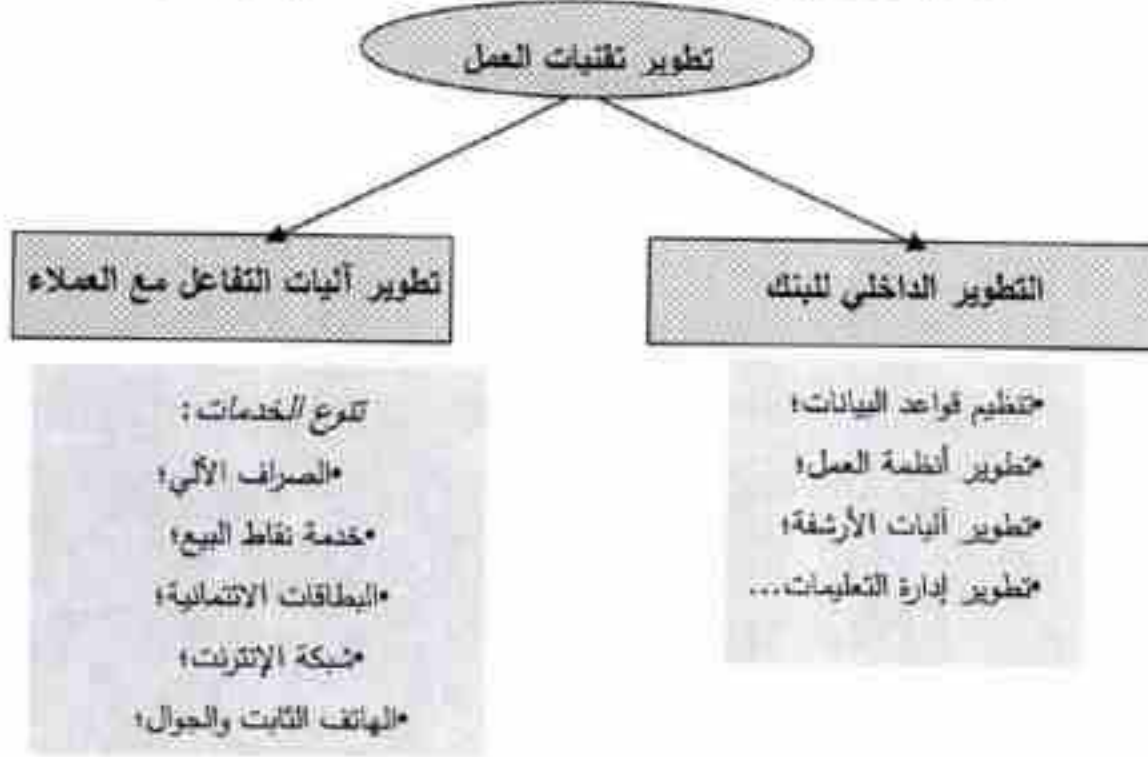 تطوير تقنيات العمل
التطوير الداخلي للبنك
•تنظيم قواعد البيانات؛
•تطوير أنظمة العمل؛
•تطوير آليات الأرشفة؛
•تطوير إدارة التعليمات...
تطوير آليات التفاعل مع العملاء
تنوع الخدمات:
•الصراف الآلي؛
•خدمة نقاط البيع؛
•البطاقات الائتمانية؛
•شبكة الإنترنت؛
•الهاتف الثابت والجوال؛